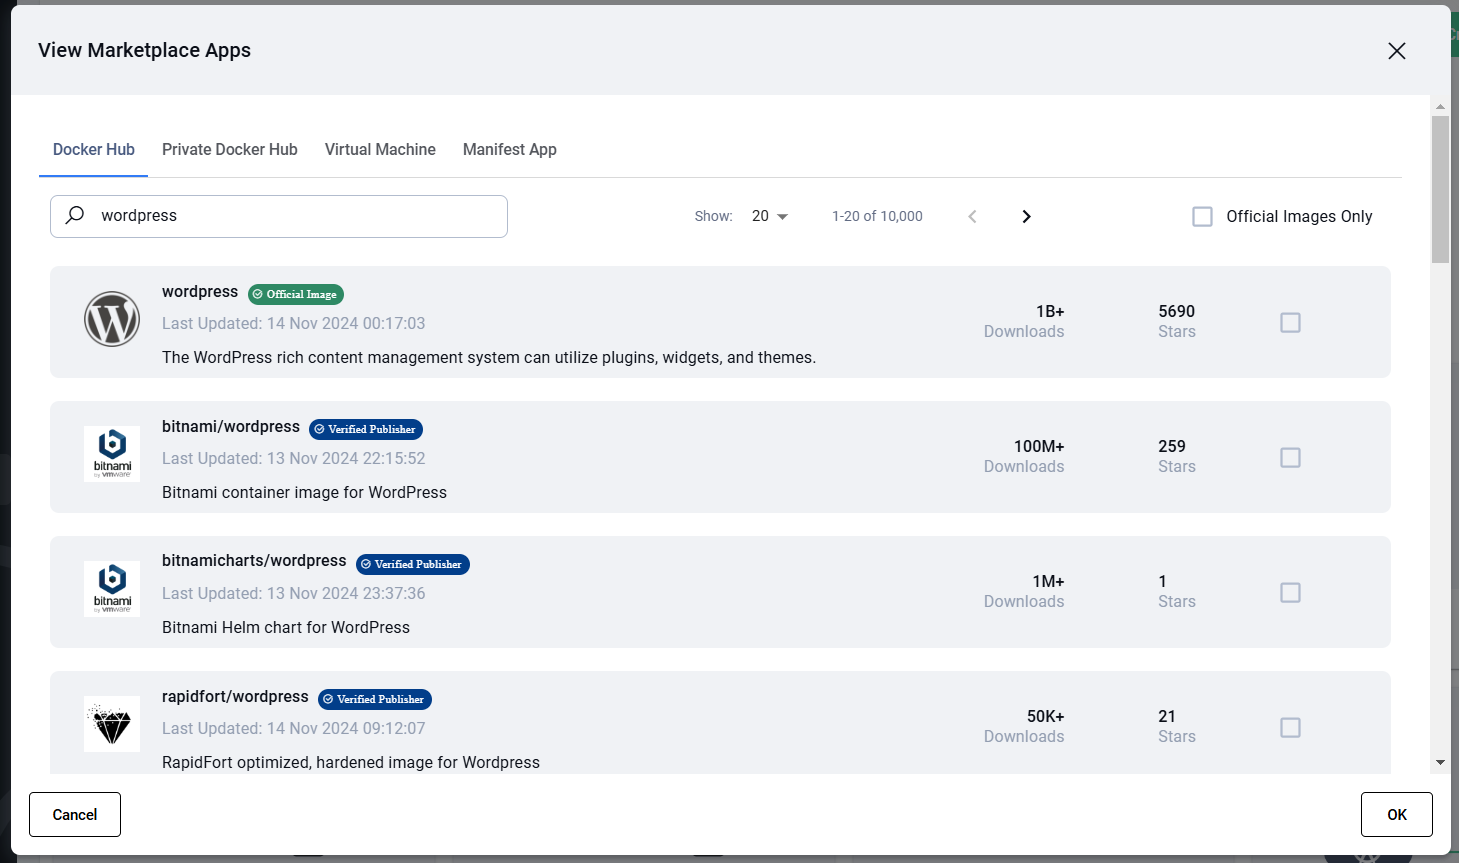 View Marketplace Apps
Docker Hub Private Docker Hub Virtual Machine Manifest App
wordpress Show: 20 1-20 of 10,000 Official Images Only
wordpress Official Image
Last Updated: 14 Nov 2024 00:17:03
The WordPress rich content management system can utilize plugins, widgets, and themes.
1B+ 5690
Downloads Stars
bitnami/wordpress Verified Publisher
Last Updated: 13 Nov 2024 22:15:52
Bitnami container image for WordPress
bitnami
by vmware
100M+ 259
Downloads Stars
bitnamicharts/wordpress Verified Publisher
Last Updated: 13 Nov 2024 23:37:36
Bitnami Helm chart for WordPress
bitnami
by vmware
1M+ 1
Downloads Stars
rapidfort/wordpress Verified Publisher
Last Updated: 14 Nov 2024 09:12:07
RapidFort optimized, hardened image for Wordpress
50K+ 21
Downloads Stars
Cancel OK